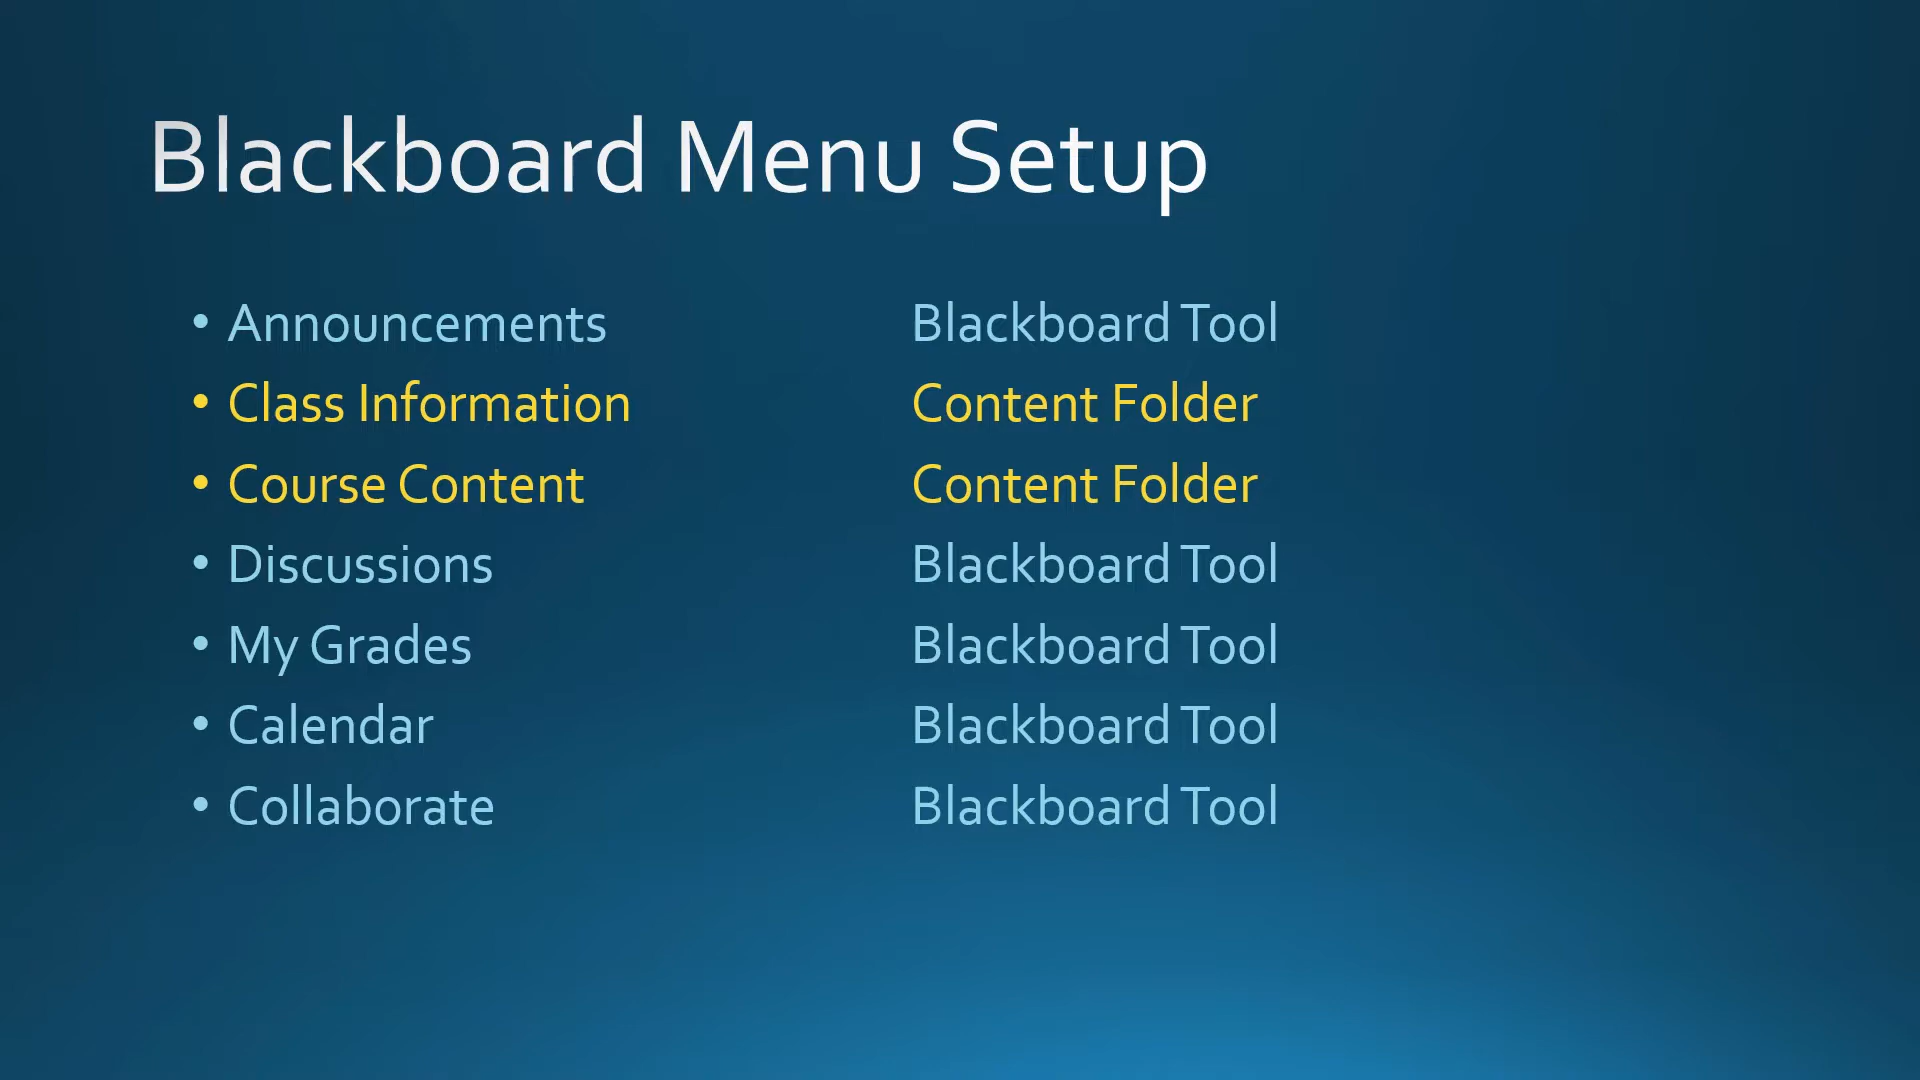 Blackboard Menu Setup
• Announcements Blackboard Tool
• Class Information Content Folder
• Course Content Content Folder
• Discussions Blackboard Tool
• My Grades Blackboard Tool
• Calendar Blackboard Tool
• Collaborate Blackboard Tool